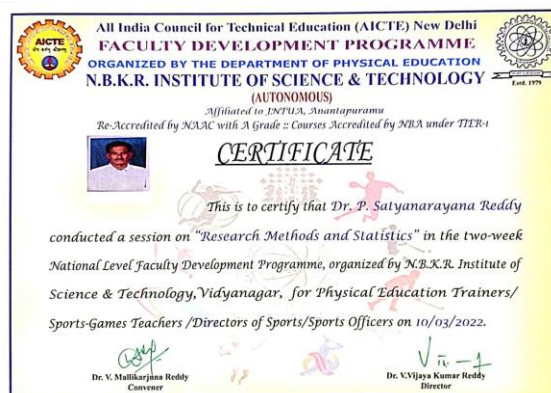 All India Council for Technical Education (AICTE) New Delhi
FACULTY DEVELOPMENT PROGRAMME
ORGANIZED BY THE DEPARTMENT OF PHYSICAL EDUCATION
N.B.K.R. INSTITUTE OF SCIENCE & TECHNOLOGY
(AUTONOMOUS)
Affiliated to JNTUA, Anantapuramu
Re-Accredited by NAAC with A Grade :: Courses Accredited by NBA under TIER-1
AICTE
Estd. 1979
CERTIFICATE
This is to certify that Dr. P. Satyanarayana Reddy
conducted a session on "Research Methods and Statistics" in the two-week
National Level Faculty Development Programme, organized by N.B.K.R. Institute of
Science & Technology,Vidyanagar, for Physical Education Trainers/
Sports-Games Teachers /Directors of Sports/Sports Officers on 10/03/2022.
Dr. V. Mallikarjuna Reddy
Convener
Dr. V.Vijaya Kumar Reddy
Director